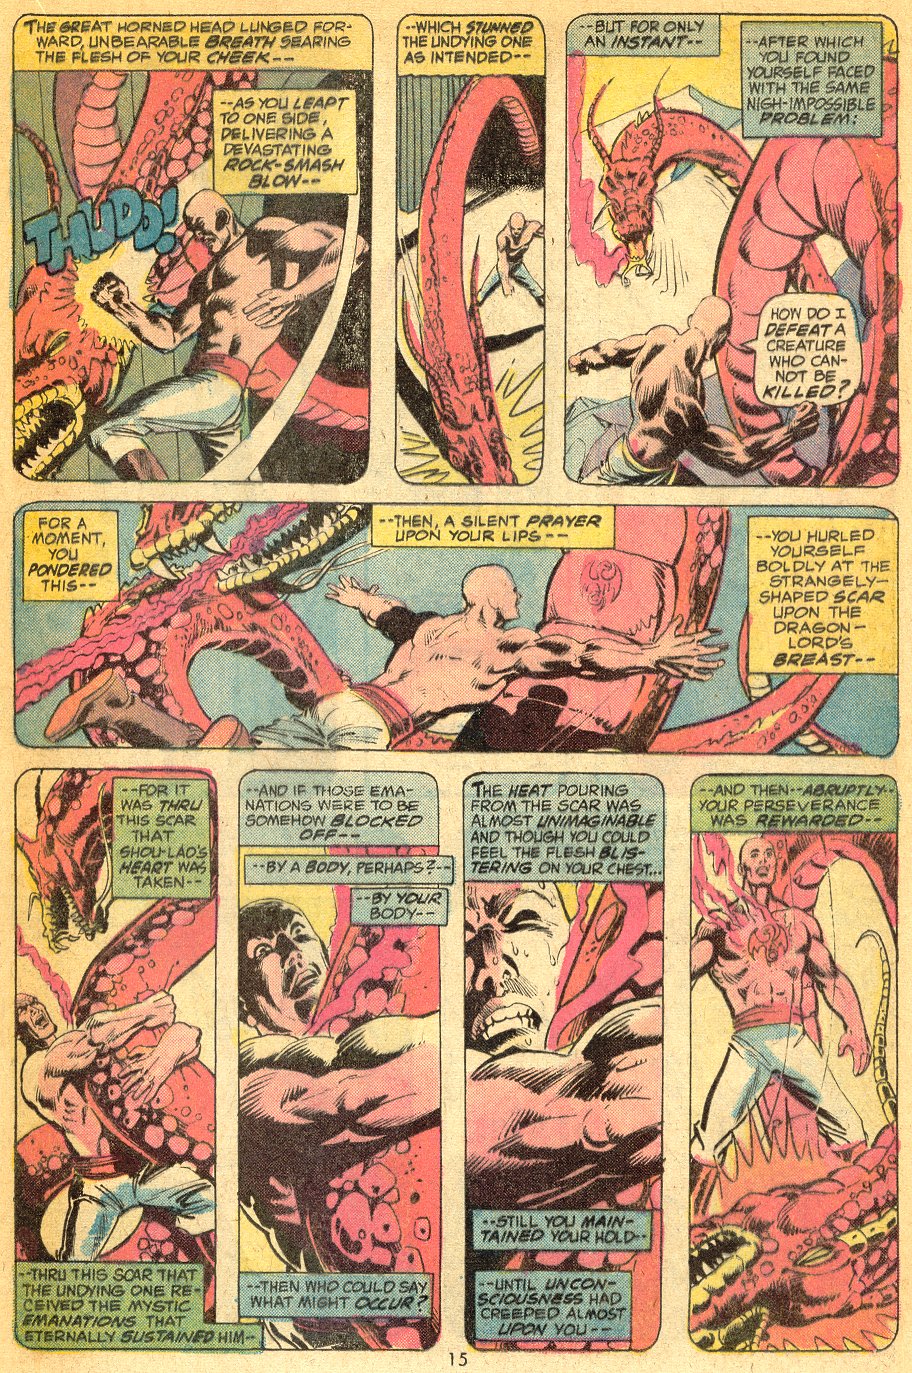 THE GREAT HORNED HEAD LUNGED FOR-
WARD, UNBEARABLE BREATH SEARING
THE FLESH OF YOUR CHEEK--
--AS YOU LEAPT
TO ONE SIDE,
DELIVERING A
DEVASTATING
ROCK-SMASH
BLOW--
THUDD!
--WHICH STUNNED
THE UNDYING ONE
AS INTENDED--
--BUT FOR ONLY
AN INSTANT--
--AFTER WHICH
YOU FOUND
YOURSELF FACED
WITH THE SAME
NIGH-IMPOSSIBLE
PROBLEM:
HOW DO I
DEFEAT A
CREATURE
WHO CAN-
NOT BE
KILLED?
FOR A
MOMENT,
YOU
PONDERED
THIS--
--THEN, A SILENT PRAYER
UPON YOUR LIPS--
--YOU HURLED
YOURSELF
BOLDLY AT THE
STRANGELY-
SHAPED SCAR
UPON THE
DRAGON-
LORD'S
BREAST--
--FOR IT
WAS THRU
THIS SCAR
THAT
SHOU-LAO'S
HEART WAS
TAKEN--
--THRU THIS SCAR THAT
THE UNDYING ONE RE-
CEIVED THE MYSTIC
EMANATIONS THAT
ETERNALLY SUSTAINED HIM--
--AND IF THOSE EMA-
NATIONS WERE TO BE
SOMEHOW BLOCKED
OFF--
--BY A BODY, PERHAPS?--
--BY YOUR
BODY--
--THEN WHO COULD SAY
WHAT MIGHT OCCUR?
THE HEAT POURING
FROM THE SCAR WAS
ALMOST UNIMAGINABLE
AND THOUGH YOU COULD
FEEL THE FLESH BLIS-
TERING ON YOUR CHEST...
--STILL YOU MAIN-
TAINED YOUR HOLD--
--UNTIL UNCON-
SCIOUSNESS HAD
CREEPED ALMOST
UPON YOU--
--AND THEN--ABRUPTLY--
YOUR PERSEVERANCE
WAS REWARDED--
15